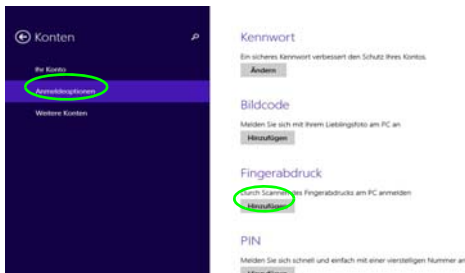 Konten
Ihr Konto
Anmeldeoptionen
Weitere Konten
Kennwort
Ein sicheres Kennwort verbessert den Schutz Ihres Kontos.
Ändern
Bildcode
Melden Sie sich mit Ihrem Lieblingsfoto am PC an
Hinzufügen
Fingerabdruck
Durch Scannen des Fingerabdrucks am PC anmelden
Hinzufügen
PIN
Melden Sie sich schnell und einfach mit einer vierstelligen Nummer an
Hinzufügen